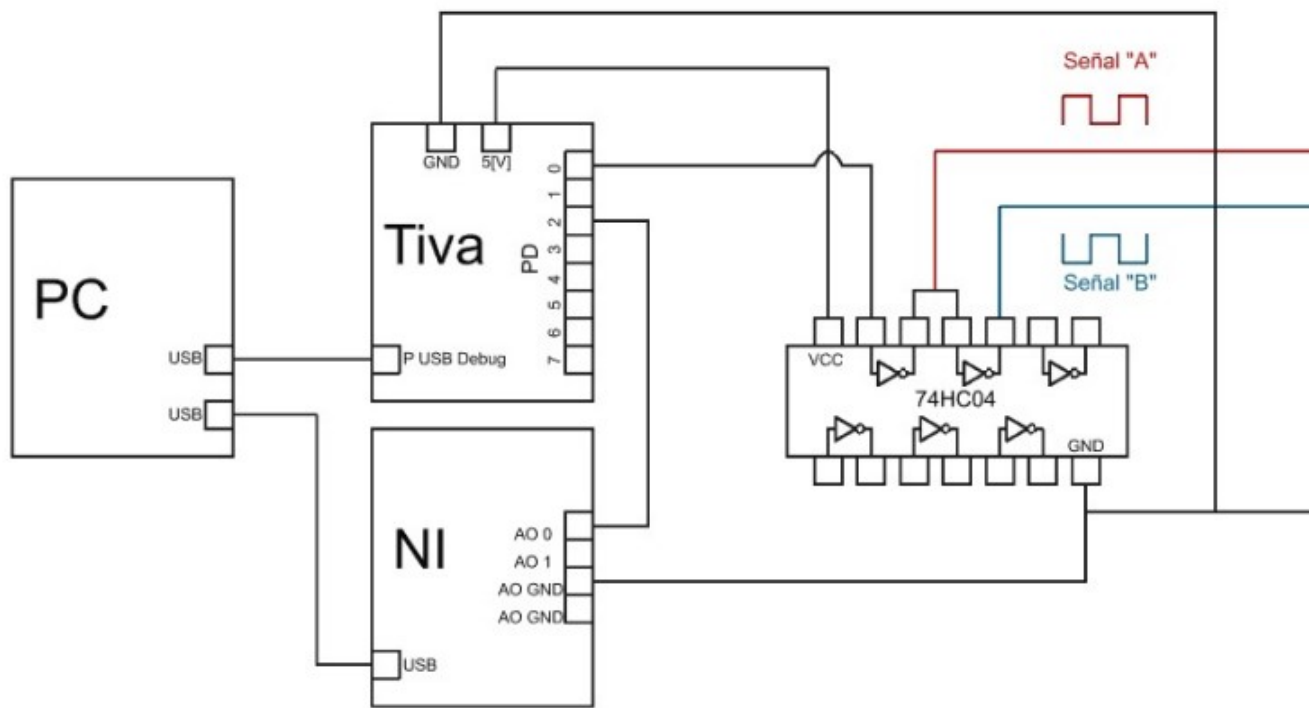 Señal "A"
GND
5[V]
0
1
2
3
4
5
6
7
PD
Tiva
P USB Debug
PC
USB
USB
Señal "B"
VCC
74HC04
GND
NI
AO 0
AO 1
AO GND
AO GND
USB